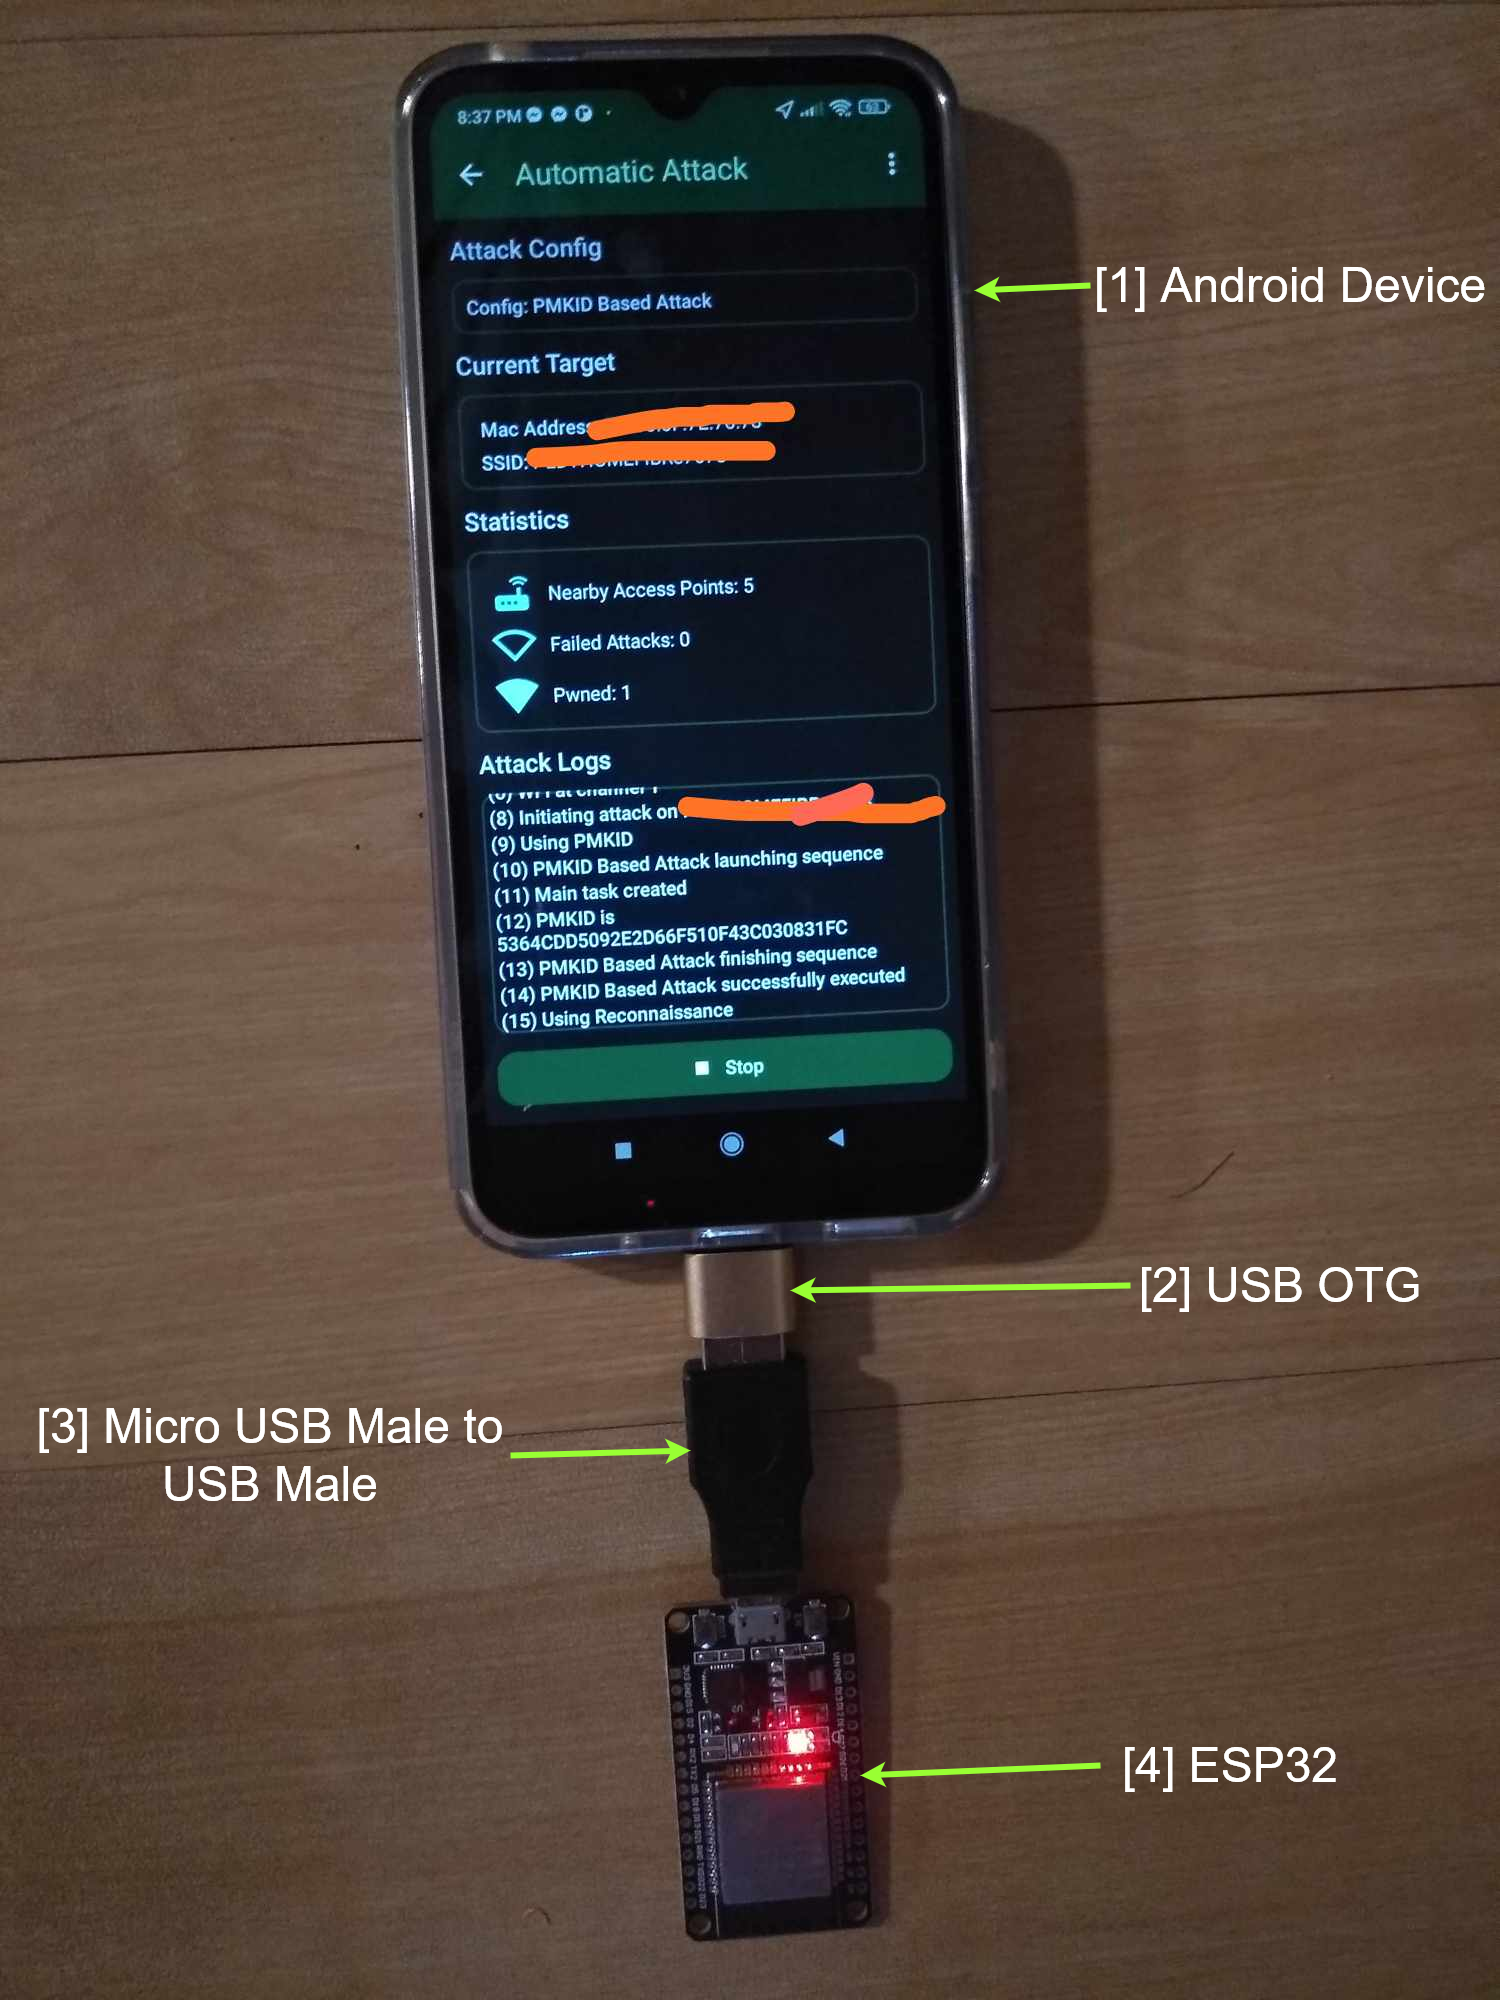 8:37 PM
63
Automatic Attack
Attack Config
Config: PMKID Based Attack
[1] Android Device
Current Target
Mac Address
SSID:
Statistics
Nearby Access Points: 5
Failed Attacks: 0
Pwned: 1
Attack Logs
at channel 1
(8) Initiating attack on
(9) Using PMKID
(10) PMKID Based Attack launching sequence
(11) Main task created
(12) PMKID is
5364CDD5092E2D66F510F43C030831FC
(13) PMKID Based Attack finishing sequence
(14) PMKID Based Attack successfully executed
(15) Using Reconnaissance
Stop
[2] USB OTG
[3] Micro USB Male to
USB Male
[4] ESP32